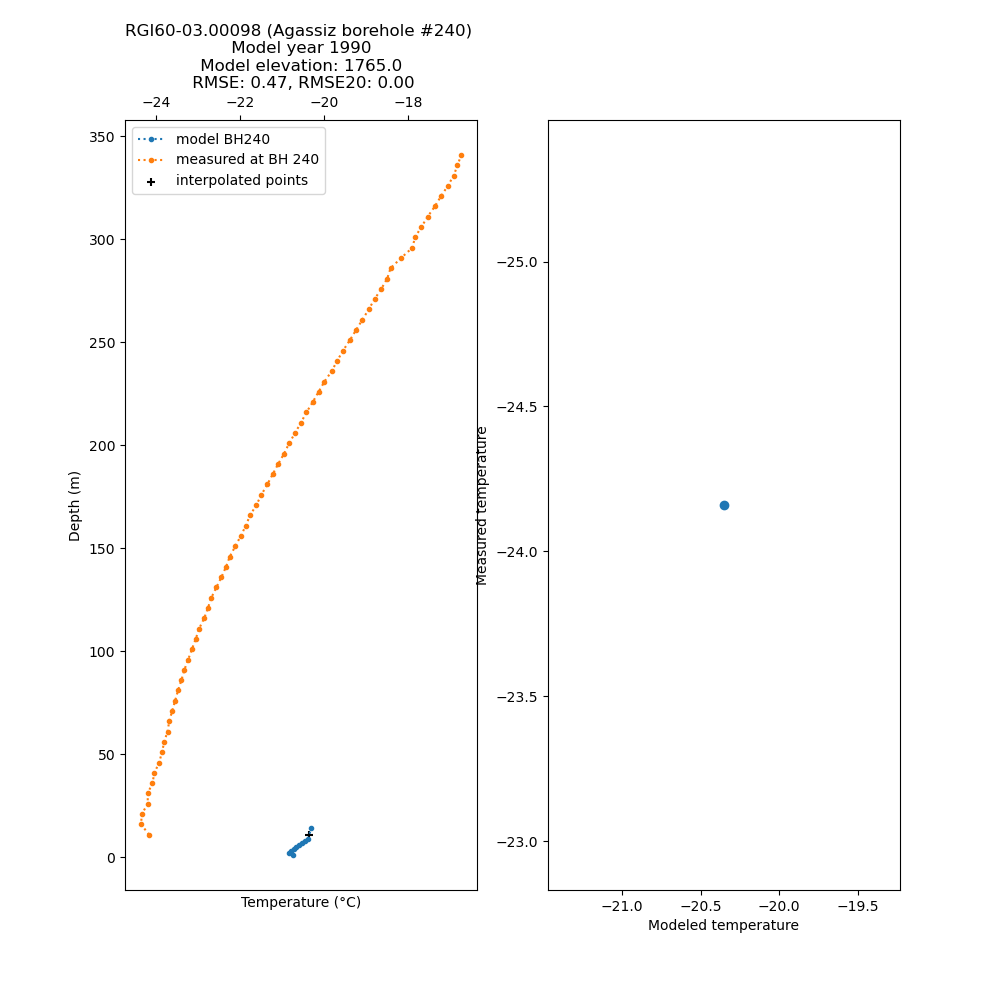 RGI60-03.00098 (Agassiz borehole #240)
Model year 1990
Model elevation: 1765.0
RMSE: 0.47, RMSE20: 0.00
−24 −22 −20 −18
model BH240
measured at BH 240
interpolated points
350
300
250
200
150
100
50
0
Depth (m)
Temperature (°C)
−25.0
−24.5
−24.0
−23.5
−23.0
Measured temperature
−21.0 −20.5 −20.0 −19.5
Modeled temperature